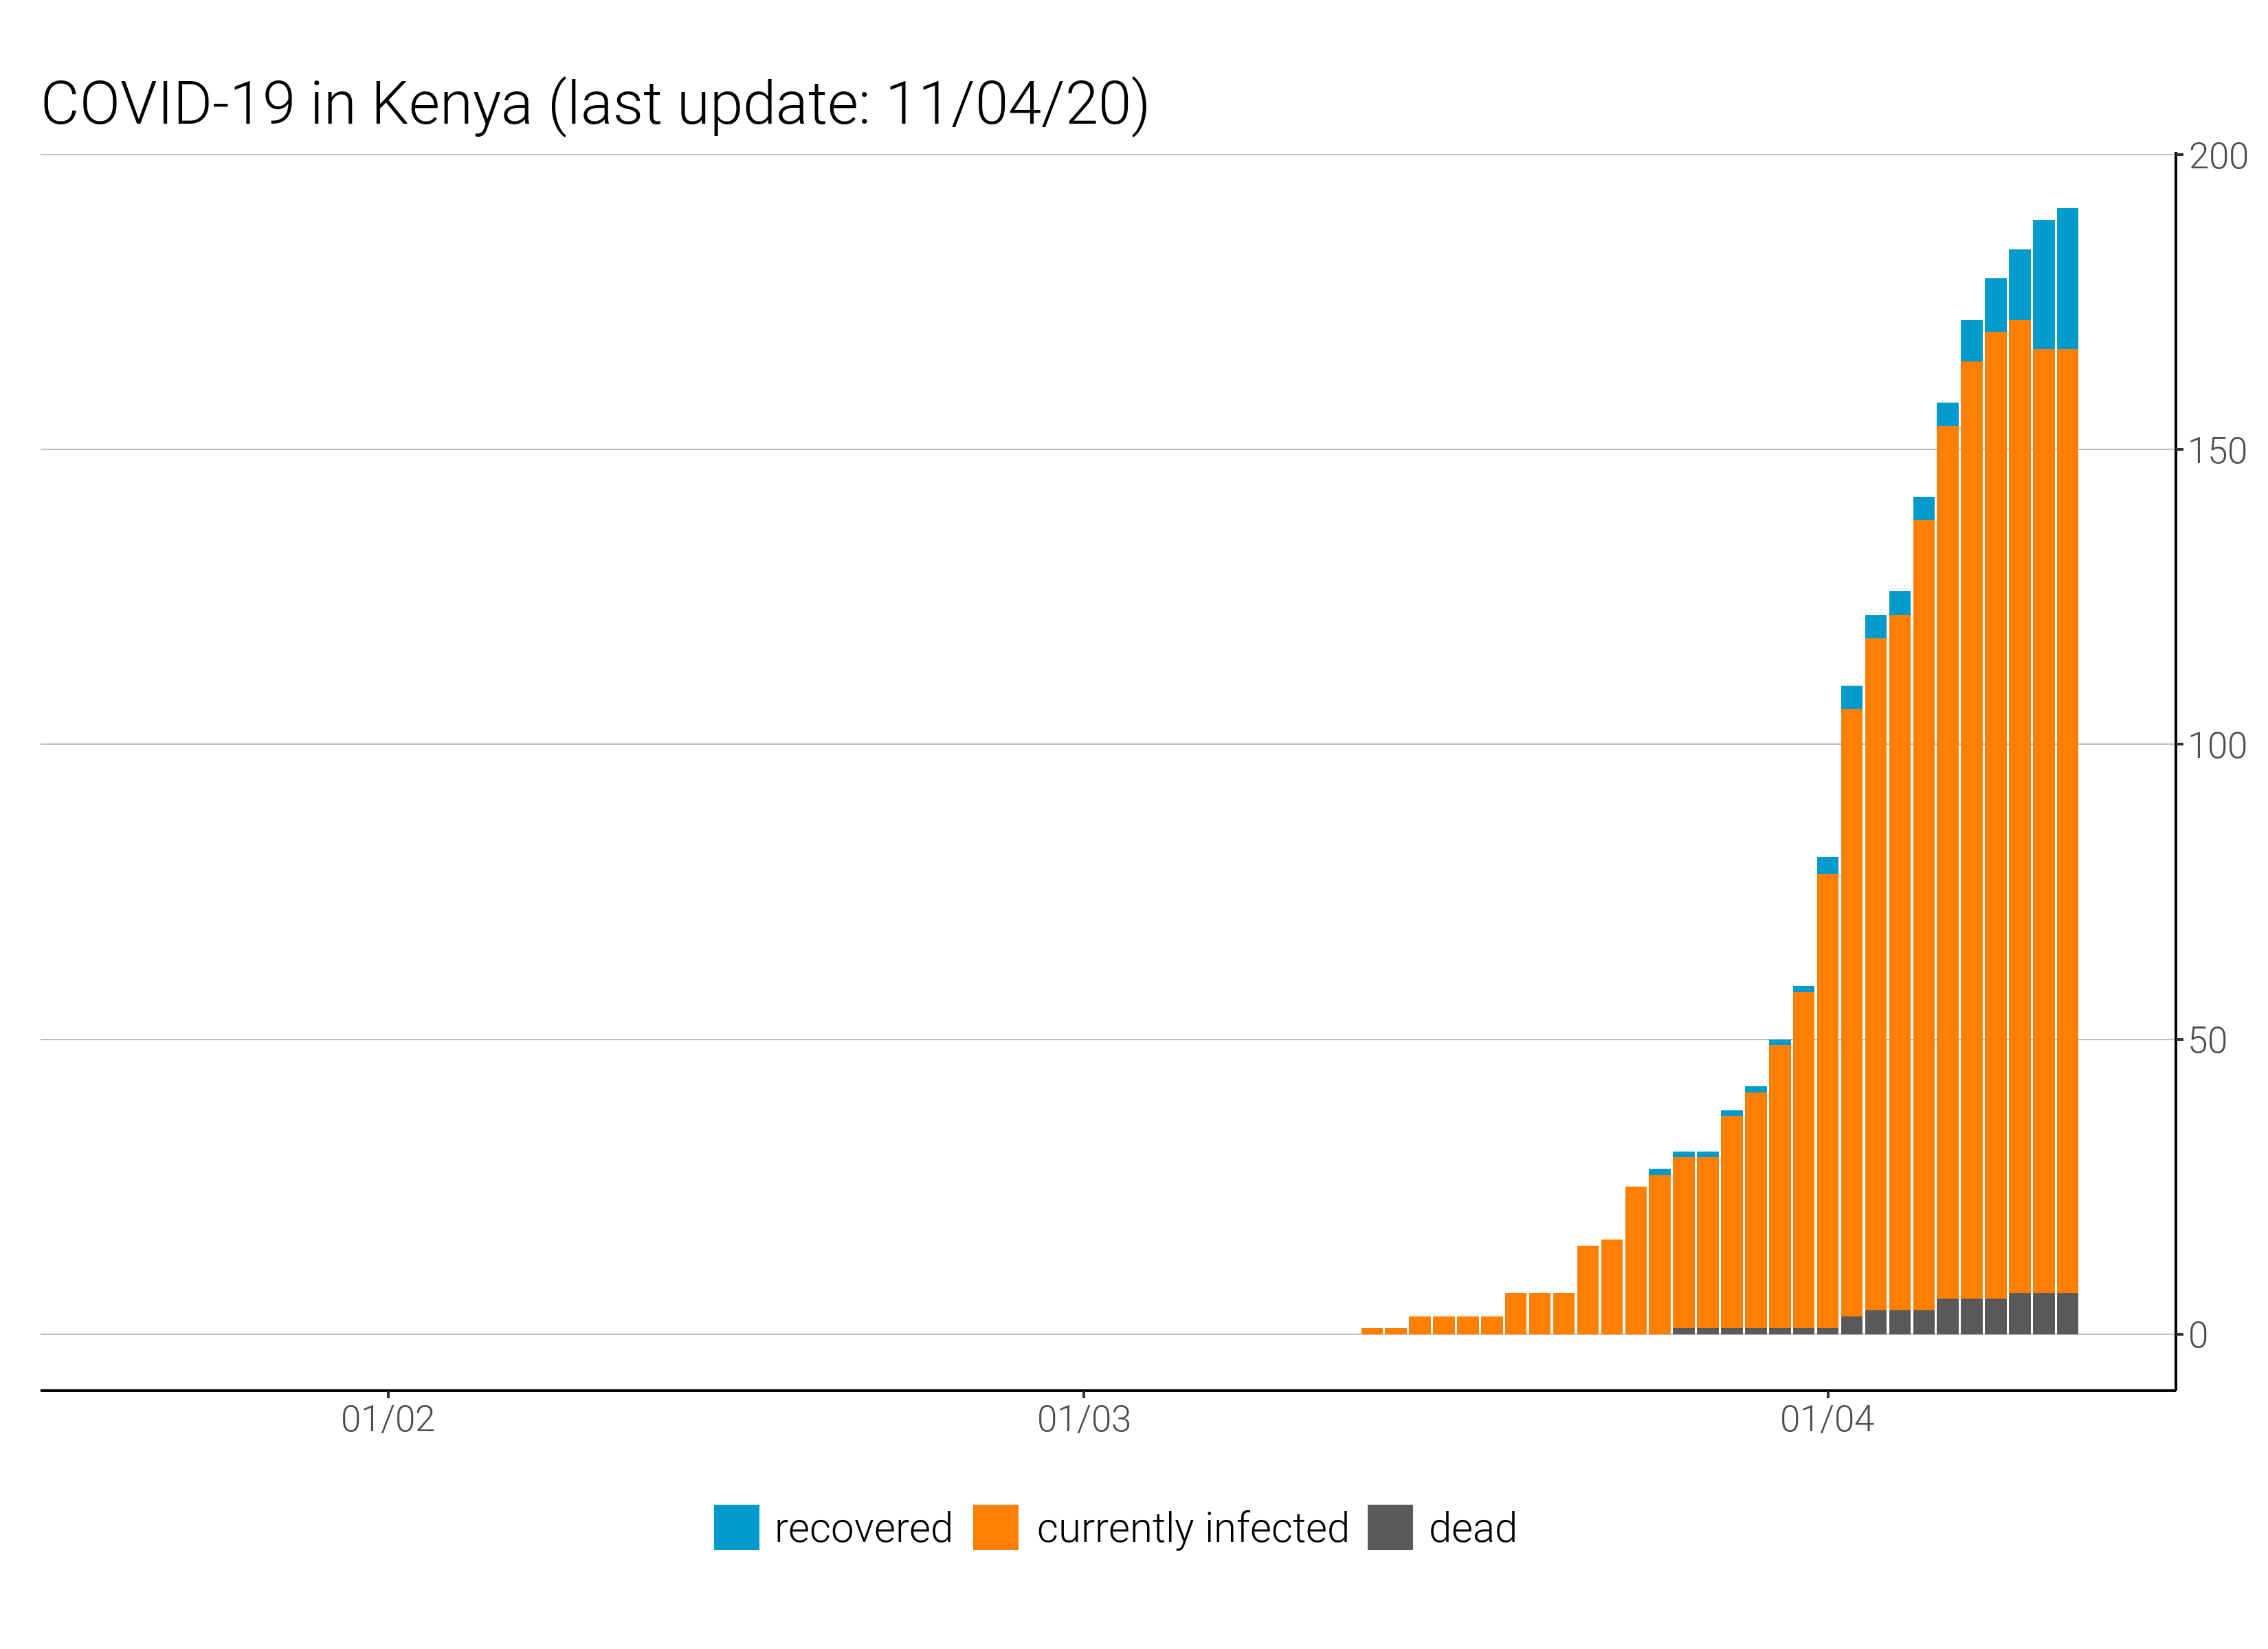 COVID-19 in Kenya (last update: 11/04/20)
200
150
100
50
0
01/02 01/03 01/04
recovered currently infected dead